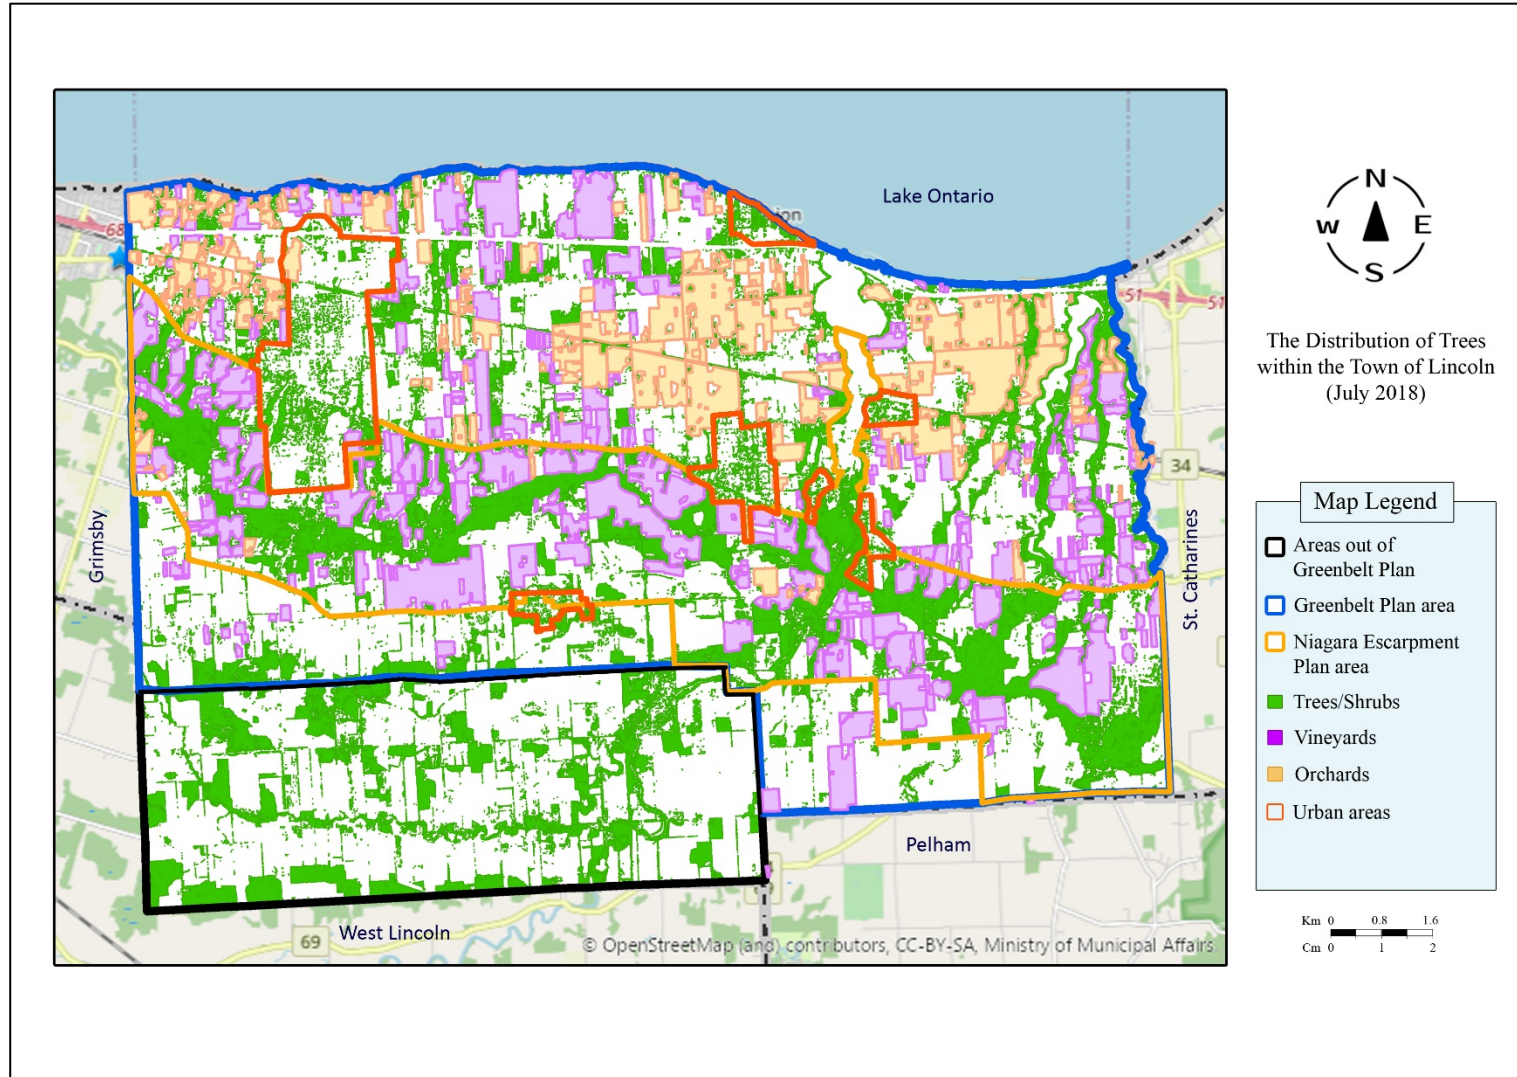 Lake Ontario
68
51
51
34
Grimsby
St. Catharines
Pelham
West Lincoln
69
© OpenStreetMap (and) contributors, CC-BY-SA, Ministry of Municipal Affairs
N
W E
S
The Distribution of Trees
within the Town of Lincoln
(July 2018)
Map Legend
Areas out of
Greenbelt Plan
Greenbelt Plan area
Niagara Escarpment
Plan area
Trees/Shrubs
Vineyards
Orchards
Urban areas
Km 0 0.8 1.6
Cm 0 1 2